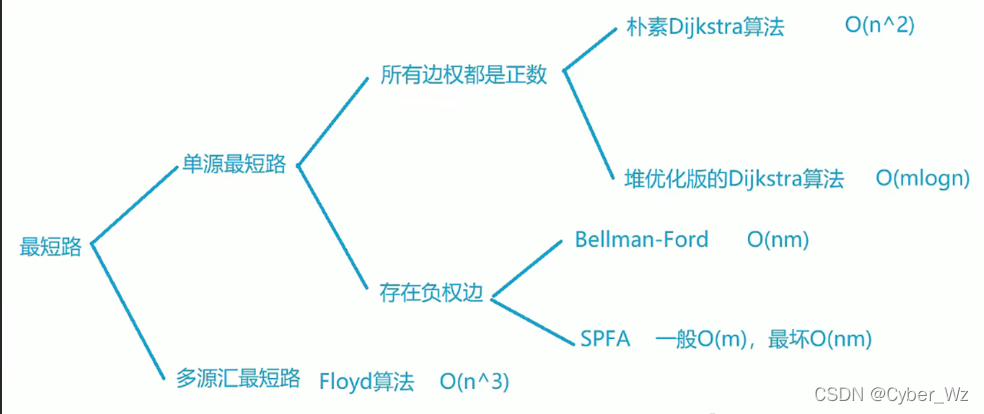 朴素Dijkstra算法 O(n^2)
所有边权都是正数
单源最短路
堆优化版的Dijkstra算法 O(mlogn)
最短路
Bellman-Ford O(nm)
存在负权边
SPFA 一般O(m)，最坏O(nm)
多源汇最短路 Floyd算法 O(n^3)
CSDN @Cyber_Wz